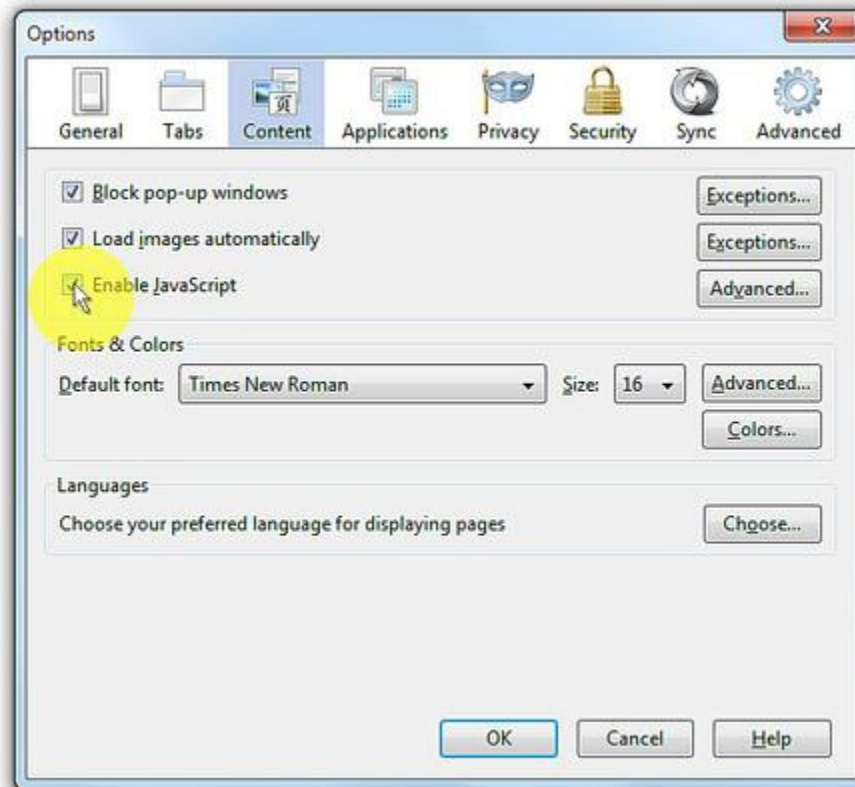 Options
General Tabs Content Applications Privacy Security Sync Advanced
Block pop-up windows Exceptions...
Load images automatically Exceptions...
Enable JavaScript Advanced...
Fonts & Colors
Default font: Times New Roman Size: 16 Advanced...
Colors...
Languages
Choose your preferred language for displaying pages Choose...
OK Cancel Help